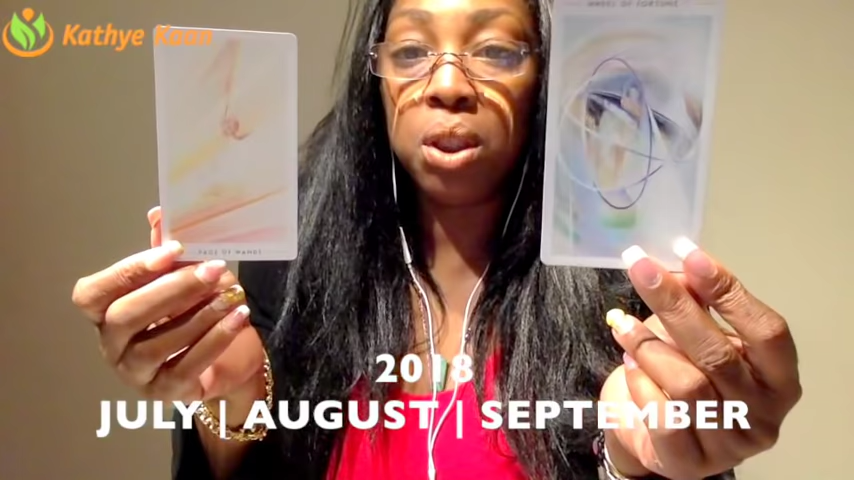 Kathye Kaan
WHEEL OF FORTUNE
PAGE OF WANDS
2018
JULY | AUGUST | SEPTEMBER